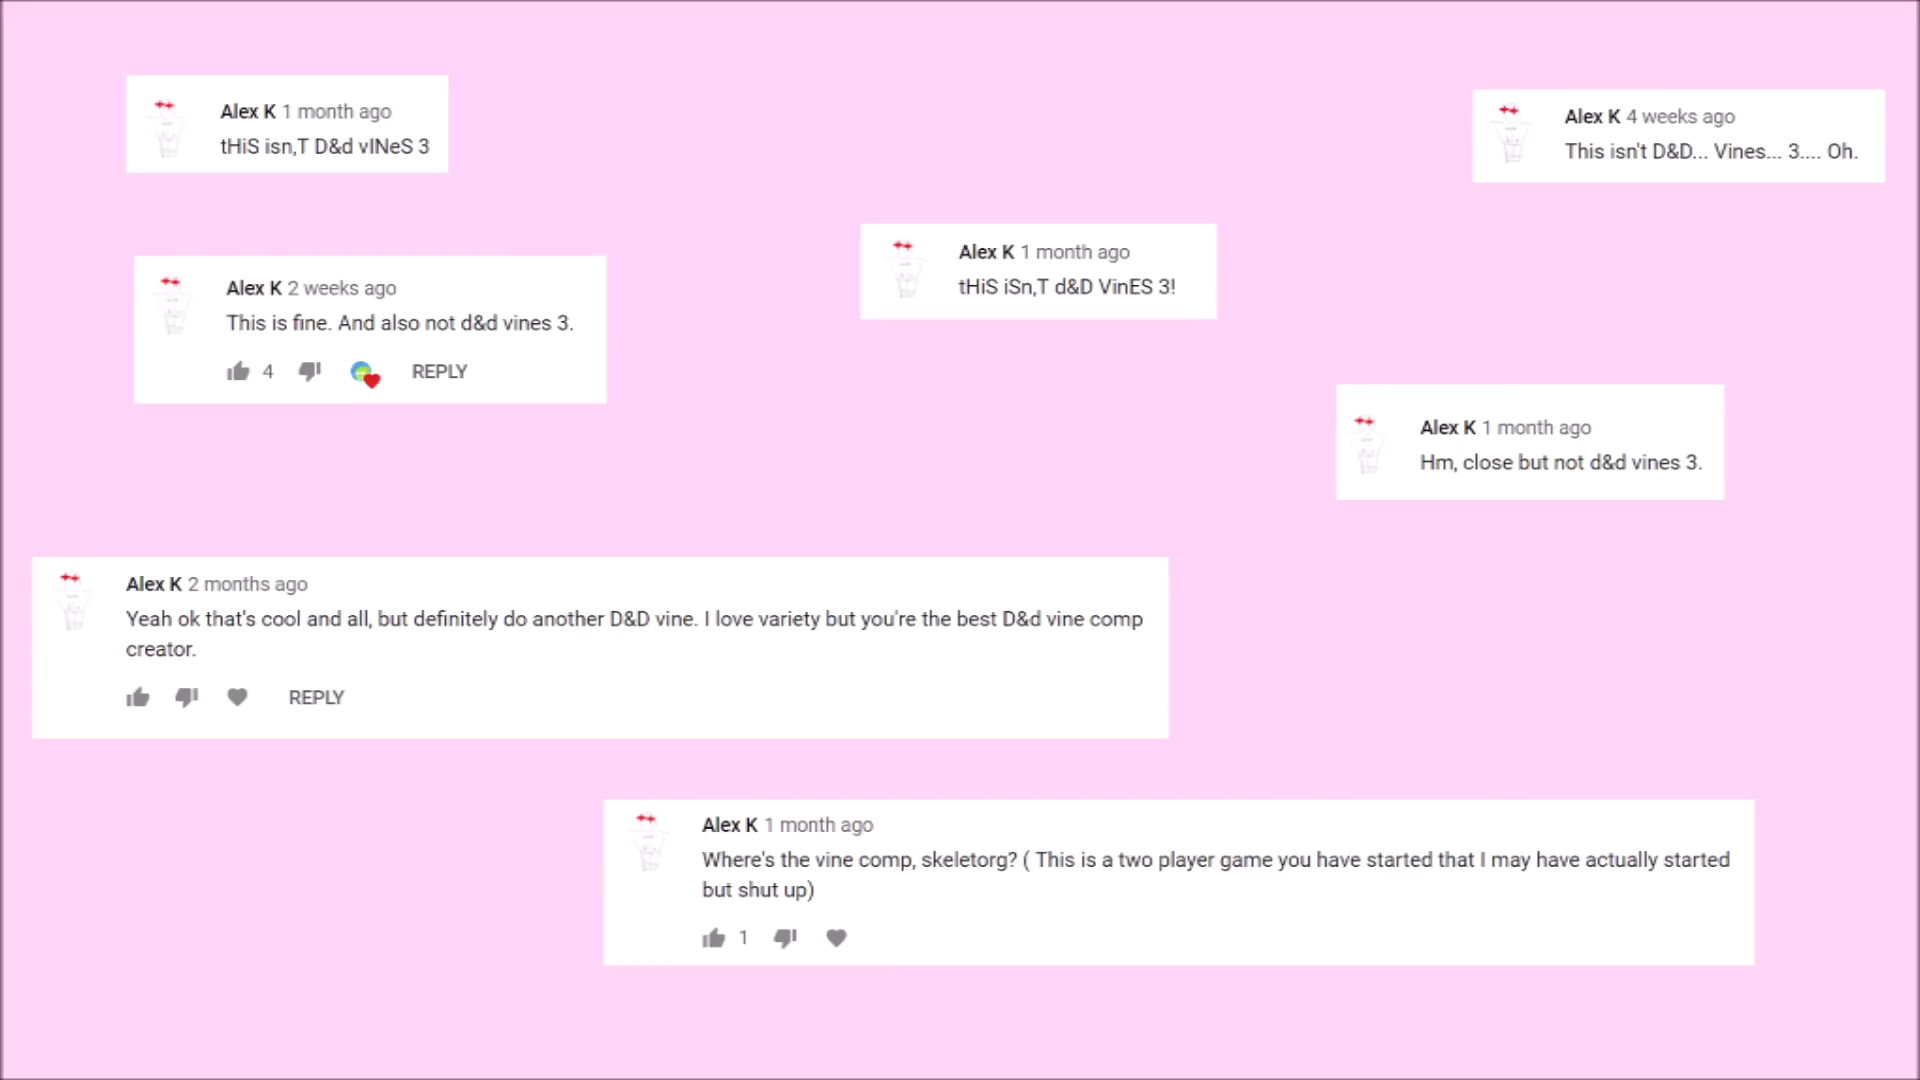 Alex K 1 month ago
tHiS isn,T D&d vINeS 3
Alex K 4 weeks ago
This isn't D&D... Vines... 3.... Oh.
Alex K 1 month ago
tHiS iSn,T d&D VinES 3!
Alex K 2 weeks ago
This is fine. And also not d&d vines 3.
4 REPLY
Alex K 1 month ago
Hm, close but not d&d vines 3.
Alex K 2 months ago
Yeah ok that's cool and all, but definitely do another D&D vine. I love variety but you're the best D&d vine comp
creator.
REPLY
Alex K 1 month ago
Where's the vine comp, skeletorg? ( This is a two player game you have started that I may have actually started
but shut up)
1